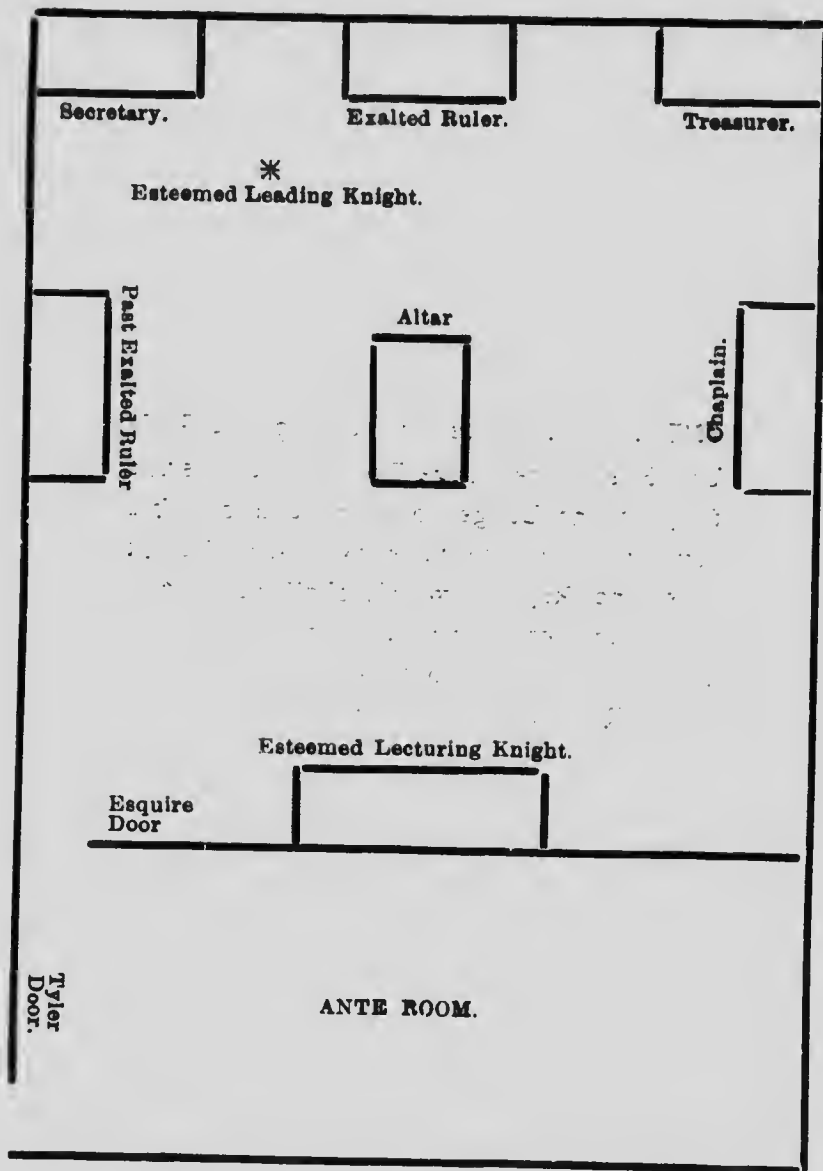 Secretary.
Exalted Ruler.
Treasurer.
Esteemed Leading Knight.
Past Exalted Ruler
Altar
Chaplain.
Esteemed Lecturing Knight.
Esquire
Door
Tyler
Door.
ANTE ROOM.